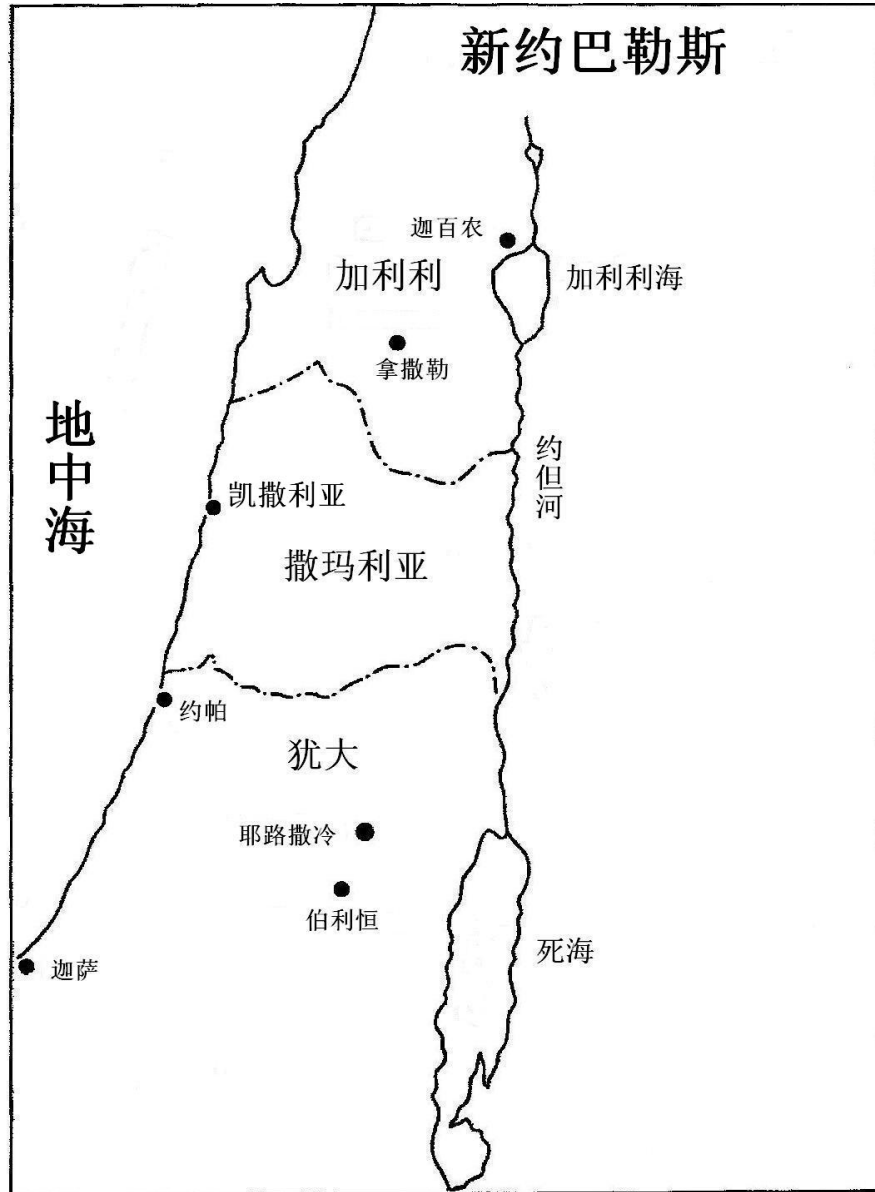 新约巴勒斯
迦百农
加利利
加利利海
拿撒勒
地中海
约但河
凯撒利亚
撒玛利亚
约帕
犹大
耶路撒冷
伯利恒
死海
迦萨